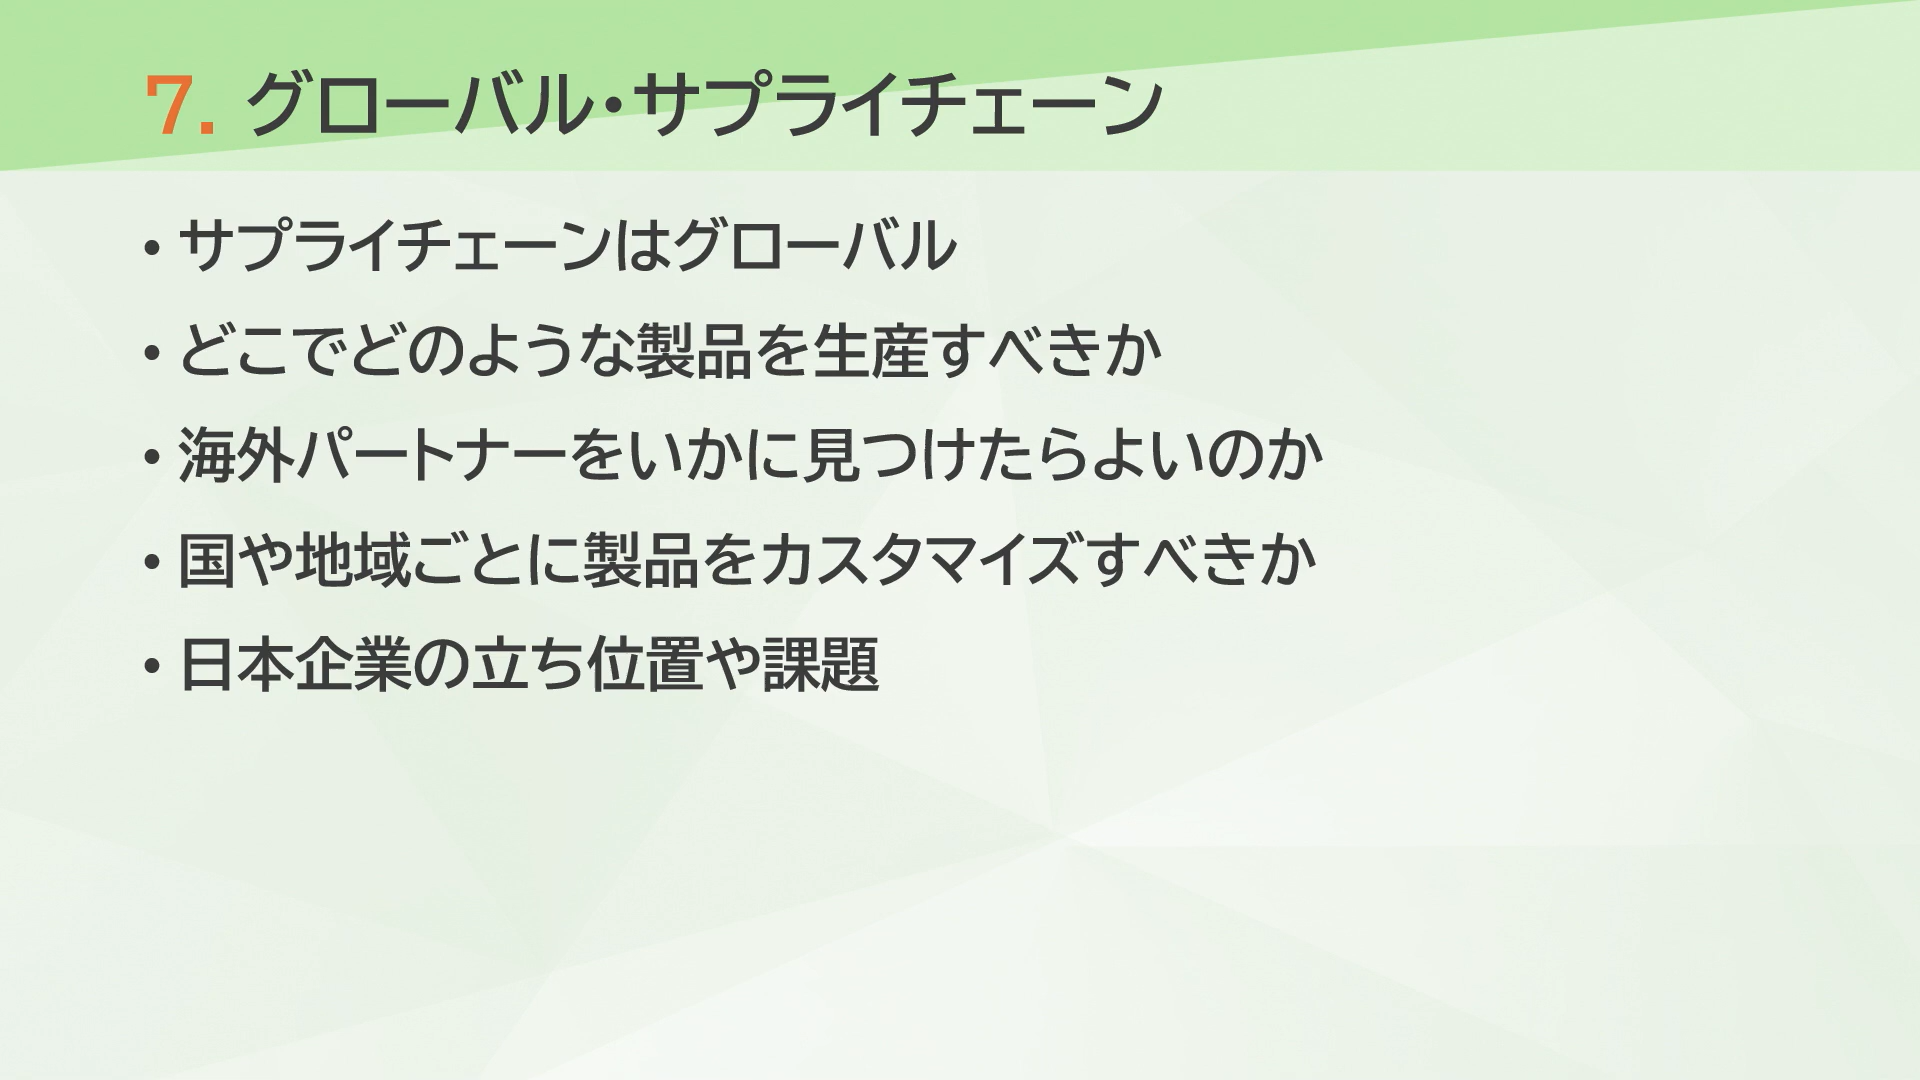 7. グローバル・サプライチェーン
• サプライチェーンはグローバル
• どこでどのような製品を生産すべきか
• 海外パートナーをいかに見つけたらよいのか
• 国や地域ごとに製品をカスタマイズすべきか
• 日本企業の立ち位置や課題